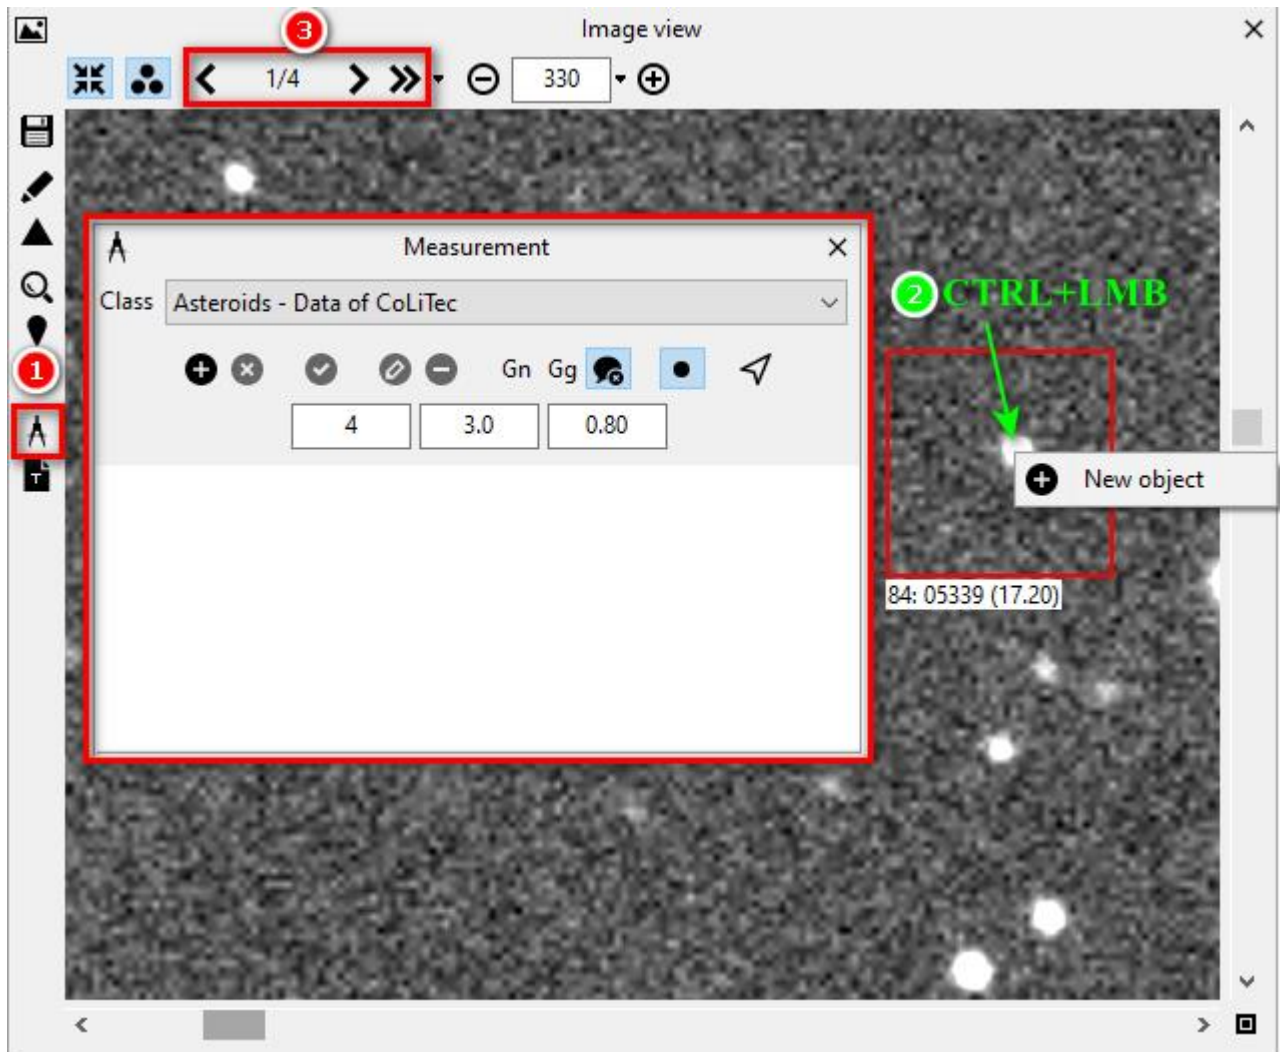 Image view
3
1/4
330
Measurement
Class Asteroids - Data of CoLiTec
2 CTRL+LMB
1
Gn Gg
4 3.0 0.80
T
New object
84: 05339 (17.20)